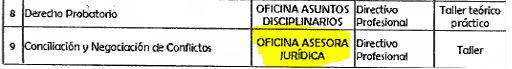 8 Derecho Probatorio OFICINA ASUNTOS DISCIPLINARIOS Directivo Profesional Taller teórico práctico
9 Conciliación y Negociación de Conflictos OFICINA ASESORA JURÍDICA Directivo Profesional Taller